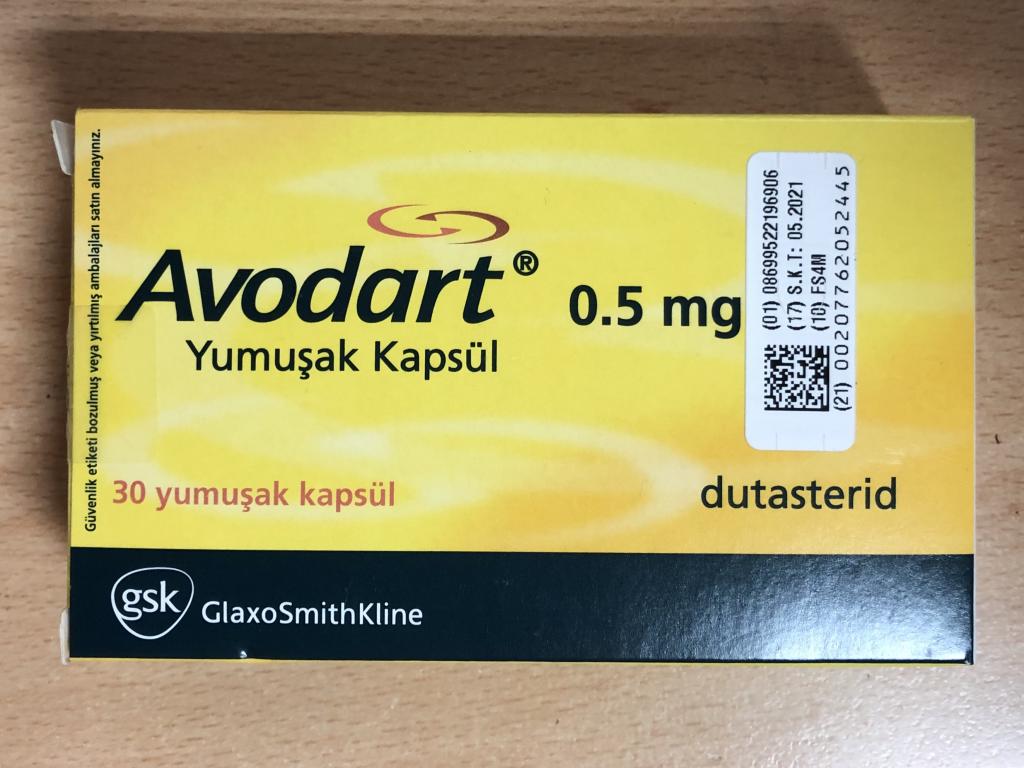 Güvenlik etiketi bozulmuş veya yırtılmış ambalajları satın almayınız.
Avodart® 0.5 mg
Yumuşak Kapsül
30 yumuşak kapsül
dutasterid
(01) 08699522196906
(17) S.K.T: 05.2021
(10) FS4M
(21) 00207762052445
gsk GlaxoSmithKline